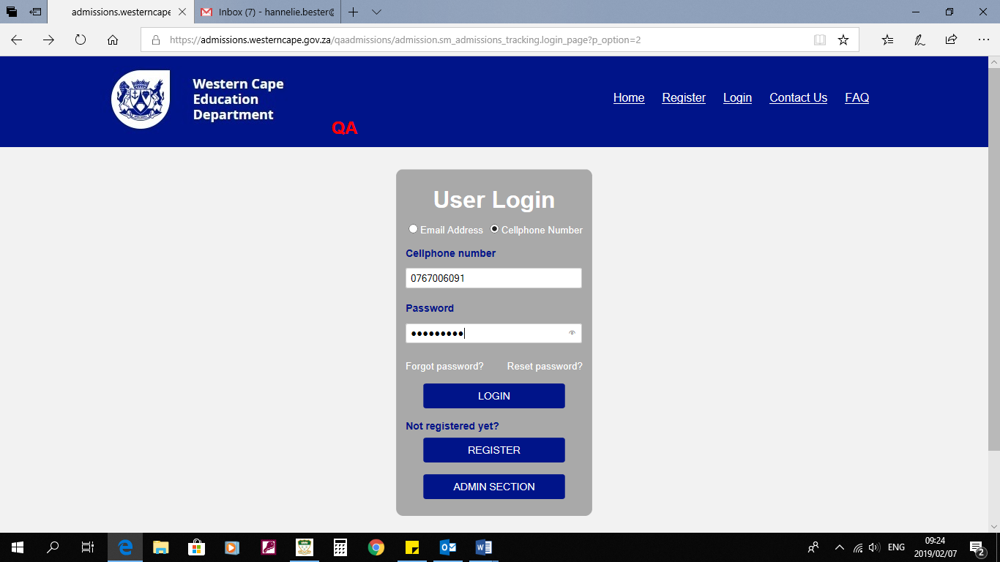 admissions.westerncape
Inbox (7) - hannelie.bester@
https://admissions.westerncape.gov.za/qaadmissions/admission.sm_admissions_tracking.login_page?p_option=2
Western Cape
Education
Department
QA
Home Register Login Contact Us FAQ
User Login
Email Address Cellphone Number
Cellphone number
0767006091
Password
•••••••••
Forgot password? Reset password?
LOGIN
Not registered yet?
REGISTER
ADMIN SECTION
ENG
09:24
2019/02/07
2